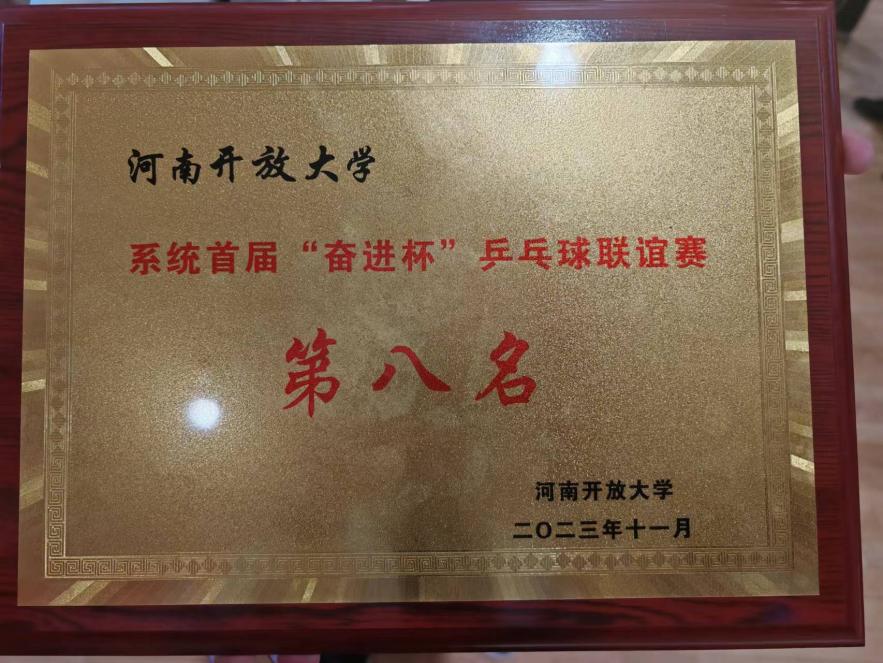 河南开放大学
系统首届“奋进杯”乒乓球联谊赛
第八名
河南开放大学
二〇二三年十一月